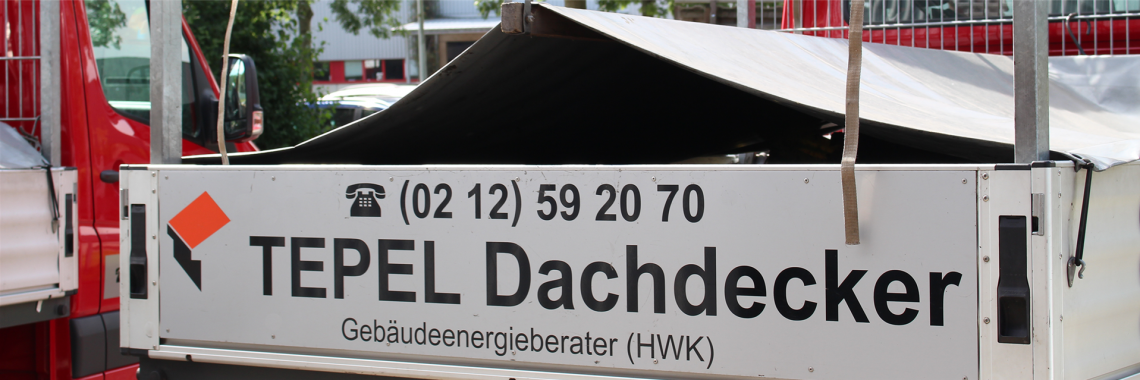 ☎ (02 12) 59 20 70
TEPEL Dachdecker
Gebäudeenergieberater (HWK)